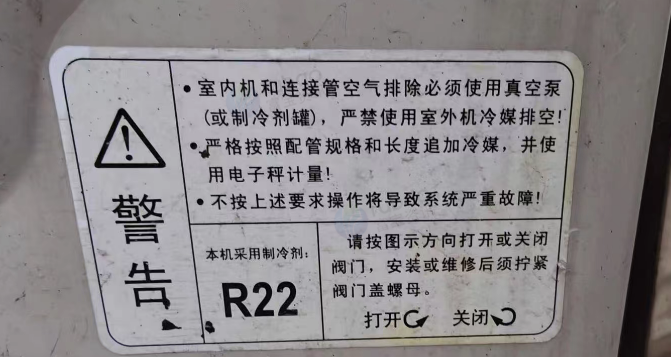 警告
• 室内机和连接管空气排除必须使用真空泵
(或制冷剂罐)，严禁使用室外机冷媒排空!
• 严格按照配管规格和长度追加冷媒，并使
用电子秤计量!
• 不按上述要求操作将导致系统严重故障!
本机采用制冷剂:
R22
请按图示方向打开或关闭
阀门，安装或维修后须拧紧
阀门盖螺母。
打开 关闭